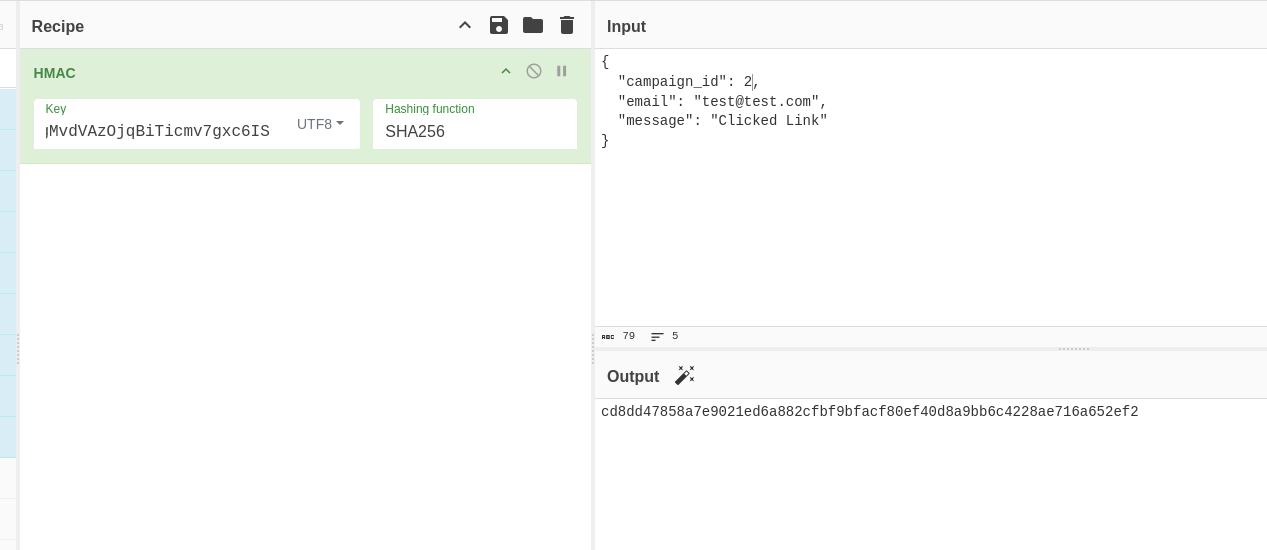 Recipe
HMAC
Key
MvdVAzOjqBiTicmv7gxc6IS
UTF8
Hashing function
SHA256
Input
{
  "campaign_id": 2,
  "email": "test@test.com",
  "message": "Clicked Link"
}
ABC 79 5
Output
cd8dd47858a7e9021ed6a882cfbf9bfacf80ef40d8a9bb6c4228ae716a652ef2